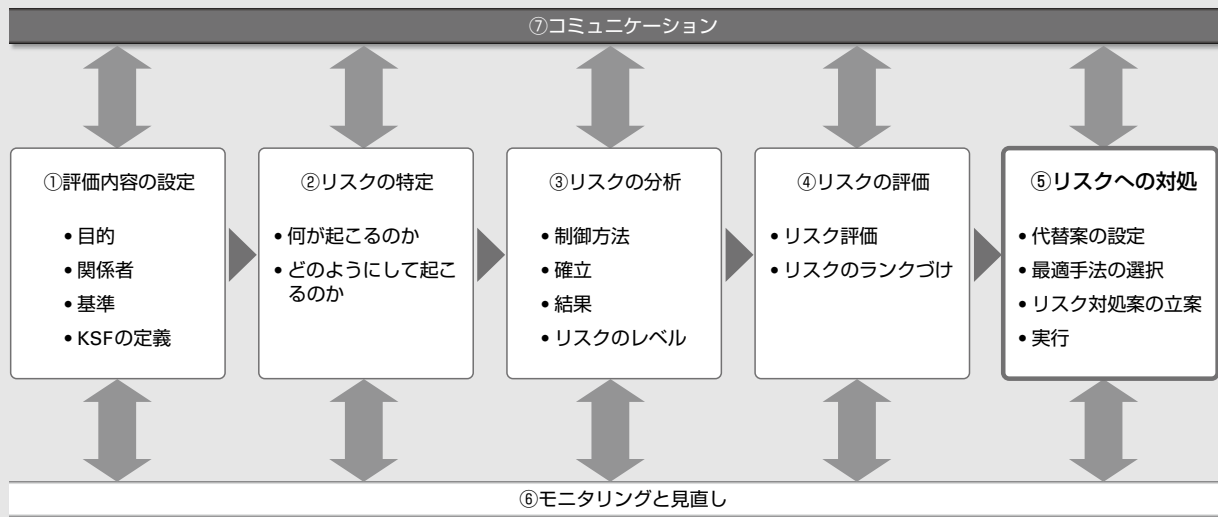 ⑦コミュニケーション
①評価内容の設定
• 目的
• 関係者
• 基準
• KSFの定義
②リスクの特定
• 何が起こるのか
• どのようにして起こ
るのか
③リスクの分析
• 制御方法
• 確立
• 結果
• リスクのレベル
④リスクの評価
• リスク評価
• リスクのランクづけ
⑤リスクへの対処
• 代替案の設定
• 最適手法の選択
• リスク対処案の立案
• 実行
⑥モニタリングと見直し